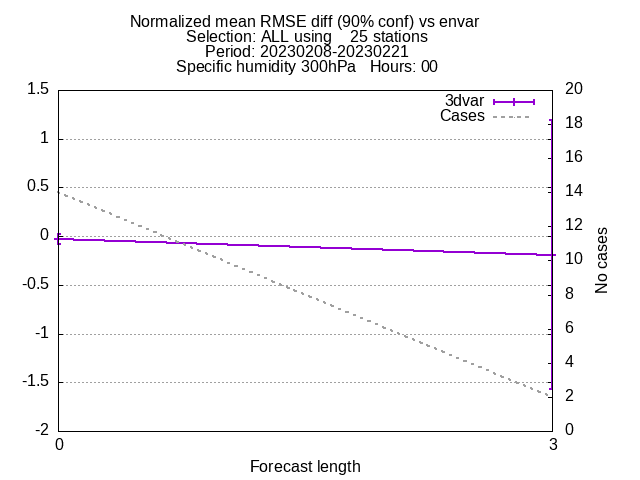 Normalized mean RMSE diff (90% conf) vs envar
Selection: ALL using    25 stations
Period: 20230208-20230221
Specific humidity 300hPa   Hours: 00
3dvar
Cases
1.5
1
0.5
0
-0.5
-1
-1.5
-2
20
18
16
14
12
10
8
6
4
2
0
No cases
0
3
Forecast length